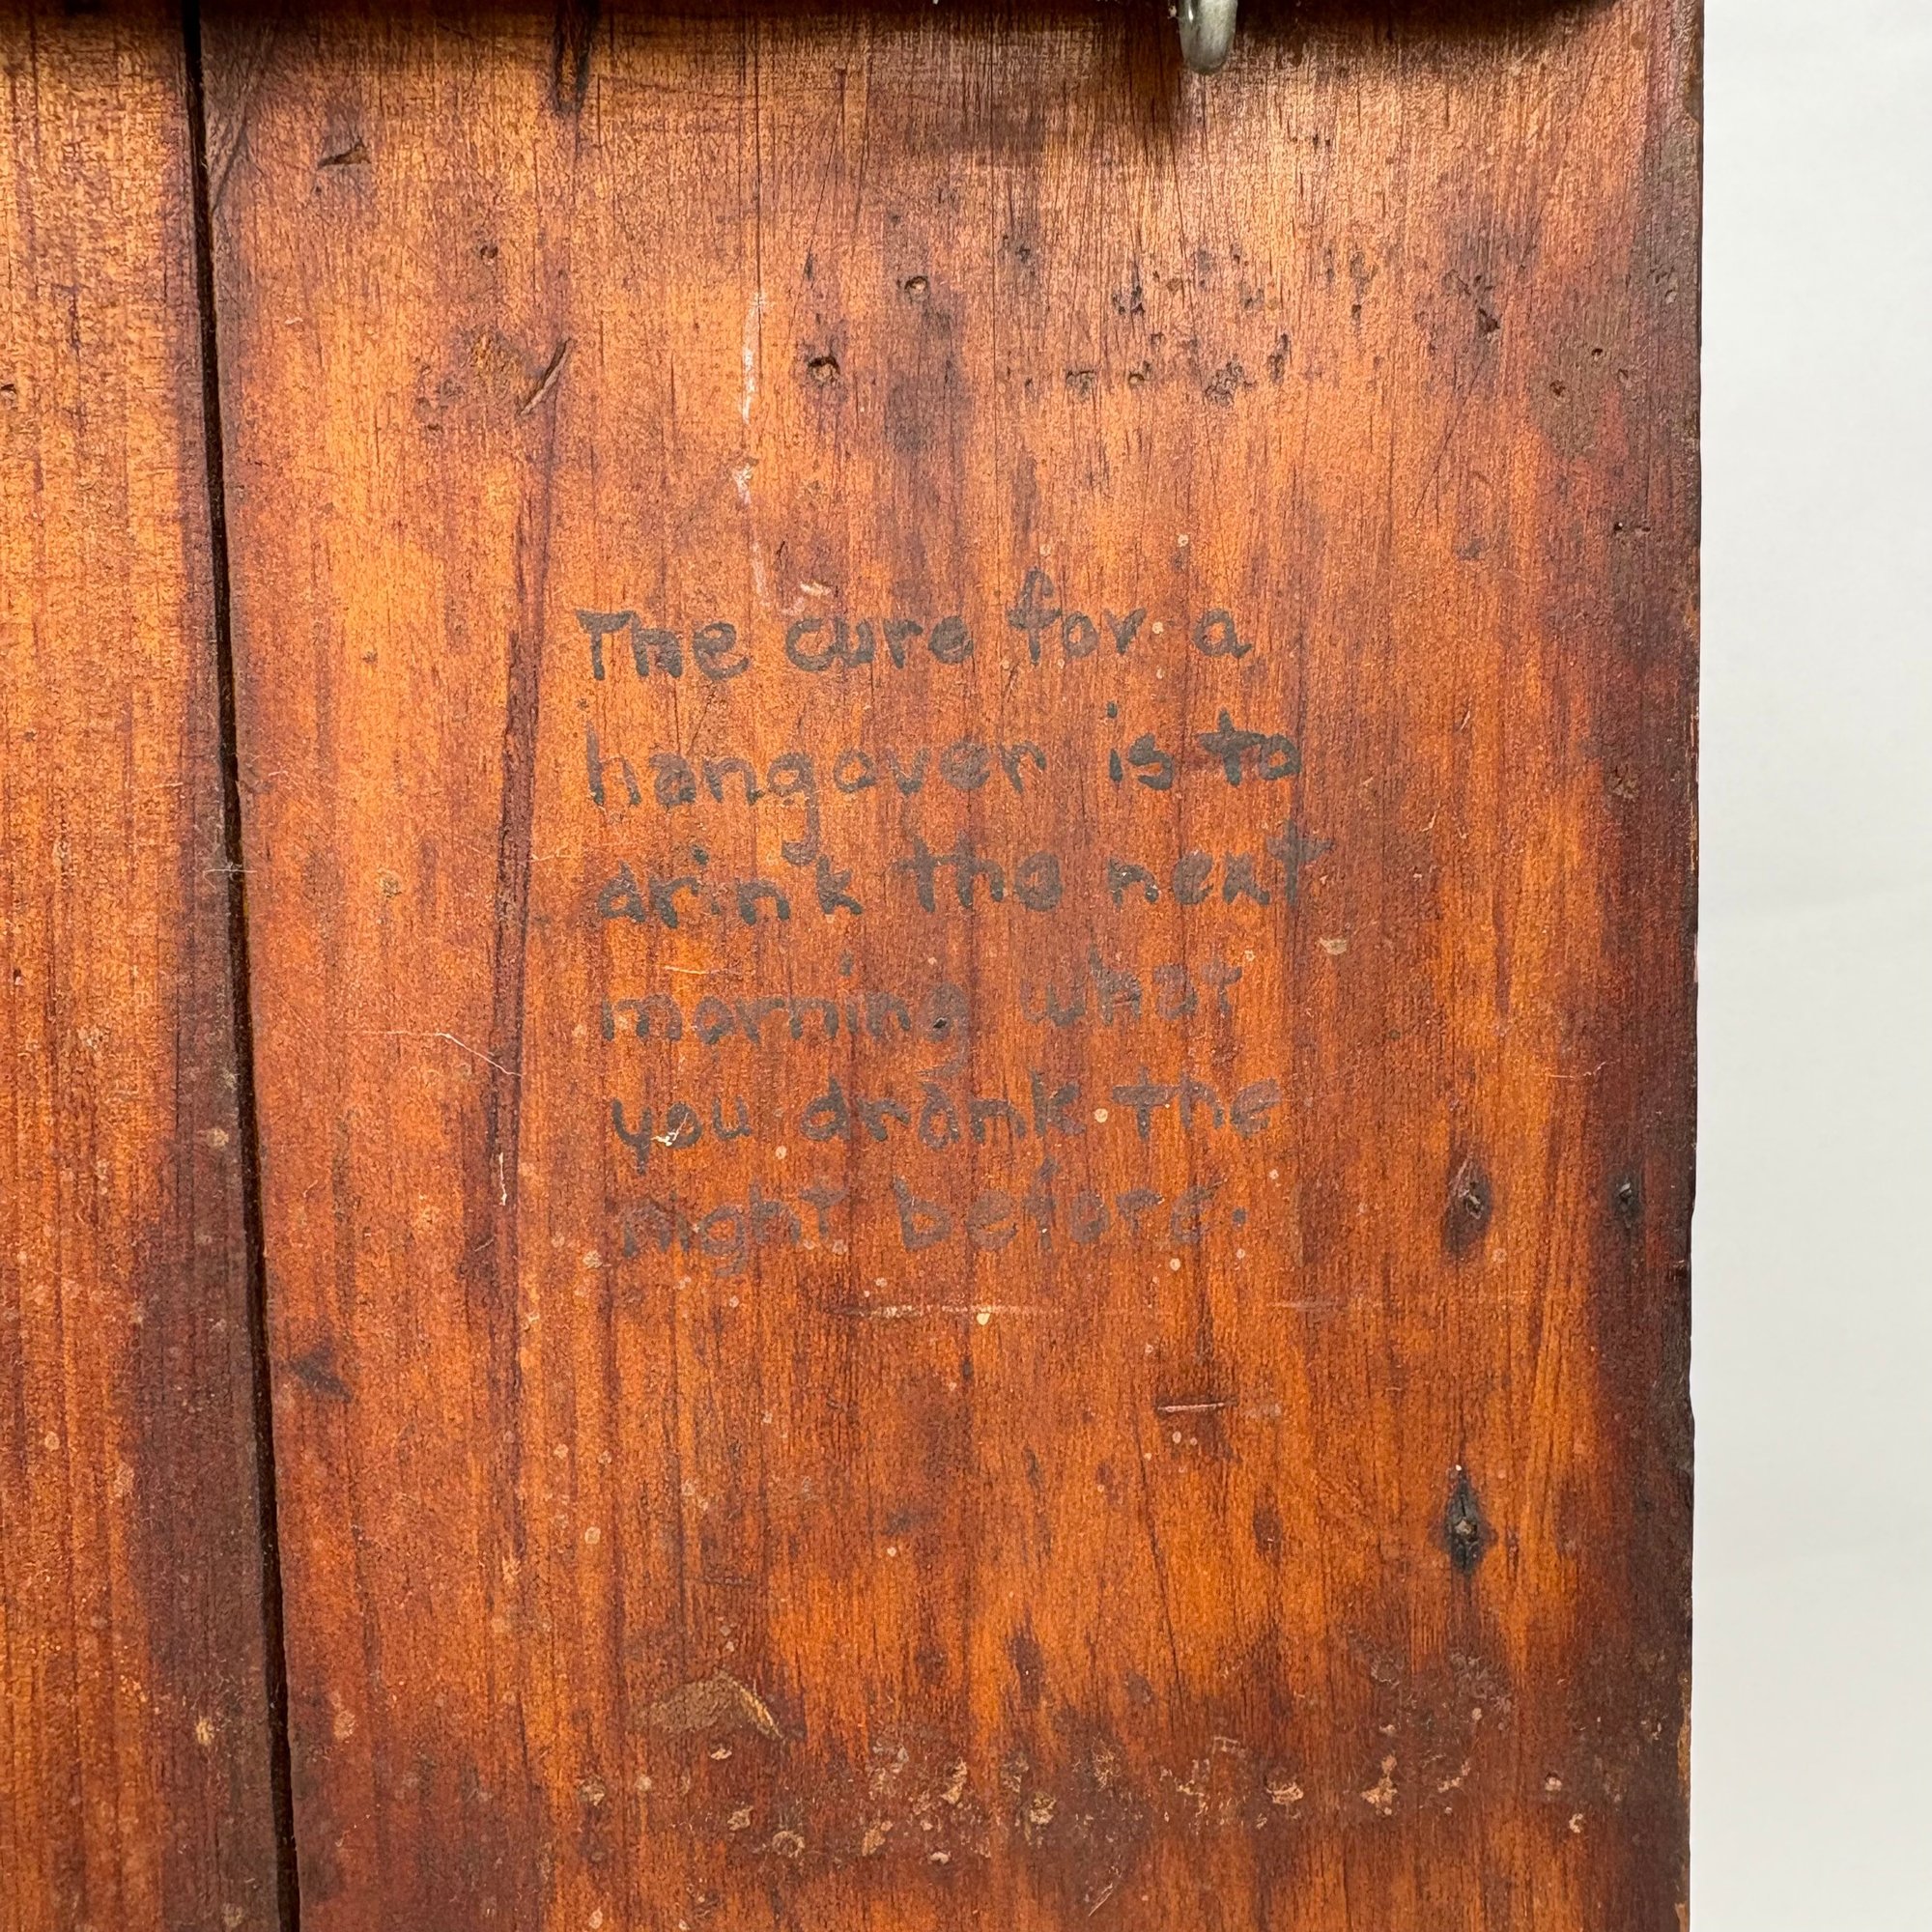 The cure for a
hangover is to
drink the next
morning what
you drank the
night before.